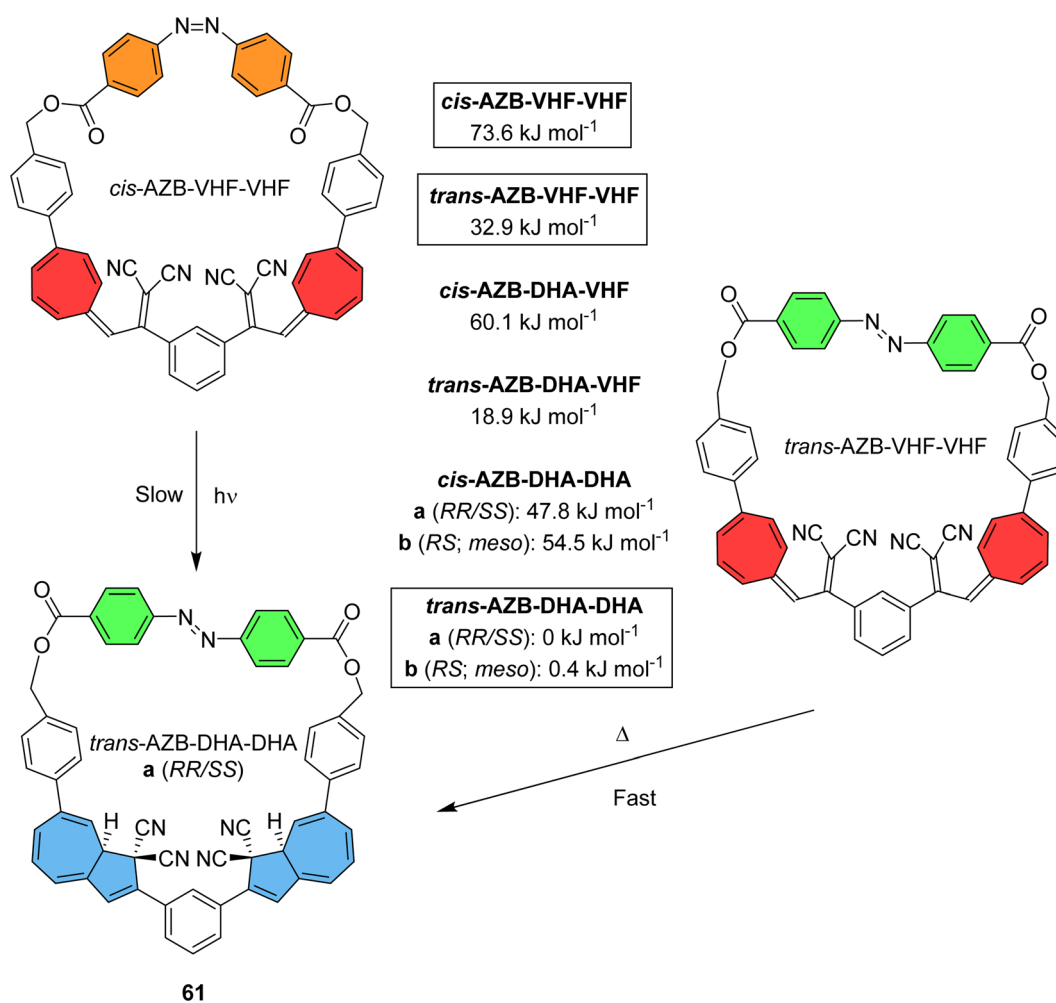 N=N
O
O
O
O
cis-AZB-VHF-VHF
NC
CN
NC
CN
Slow
hν
cis-AZB-VHF-VHF
73.6 kJ mol-1
trans-AZB-VHF-VHF
32.9 kJ mol-1
cis-AZB-DHA-VHF
60.1 kJ mol-1
trans-AZB-DHA-VHF
18.9 kJ mol-1
cis-AZB-DHA-DHA
a (RR/SS): 47.8 kJ mol-1
b (RS; meso): 54.5 kJ mol-1
trans-AZB-DHA-DHA
a (RR/SS): 0 kJ mol-1
b (RS; meso): 0.4 kJ mol-1
O
N
N
O
O
O
trans-AZB-VHF-VHF
NC
CN
NC
CN
Δ
Fast
O
N
N
O
O
O
trans-AZB-DHA-DHA
a (RR/SS)
H
CN
NC
H
CN
NC
61